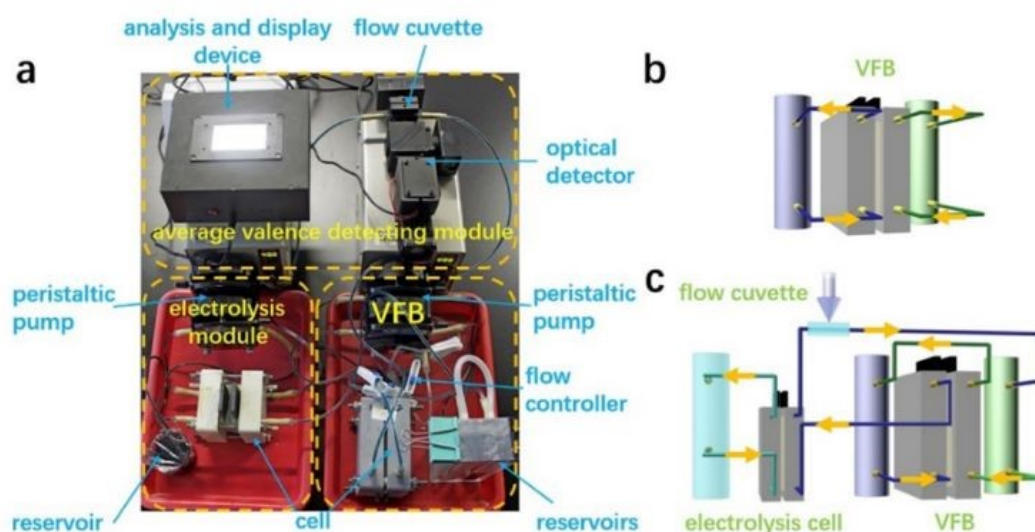 analysis and display
device
flow cuvette
a
b
VFB
optical
detector
average valence detecting module
peristaltic
pump
electrolysis
module
VFB
peristaltic
pump
c
flow cuvette
flow
controller
reservoir
cell
reservoirs
electrolysis cell
VFB